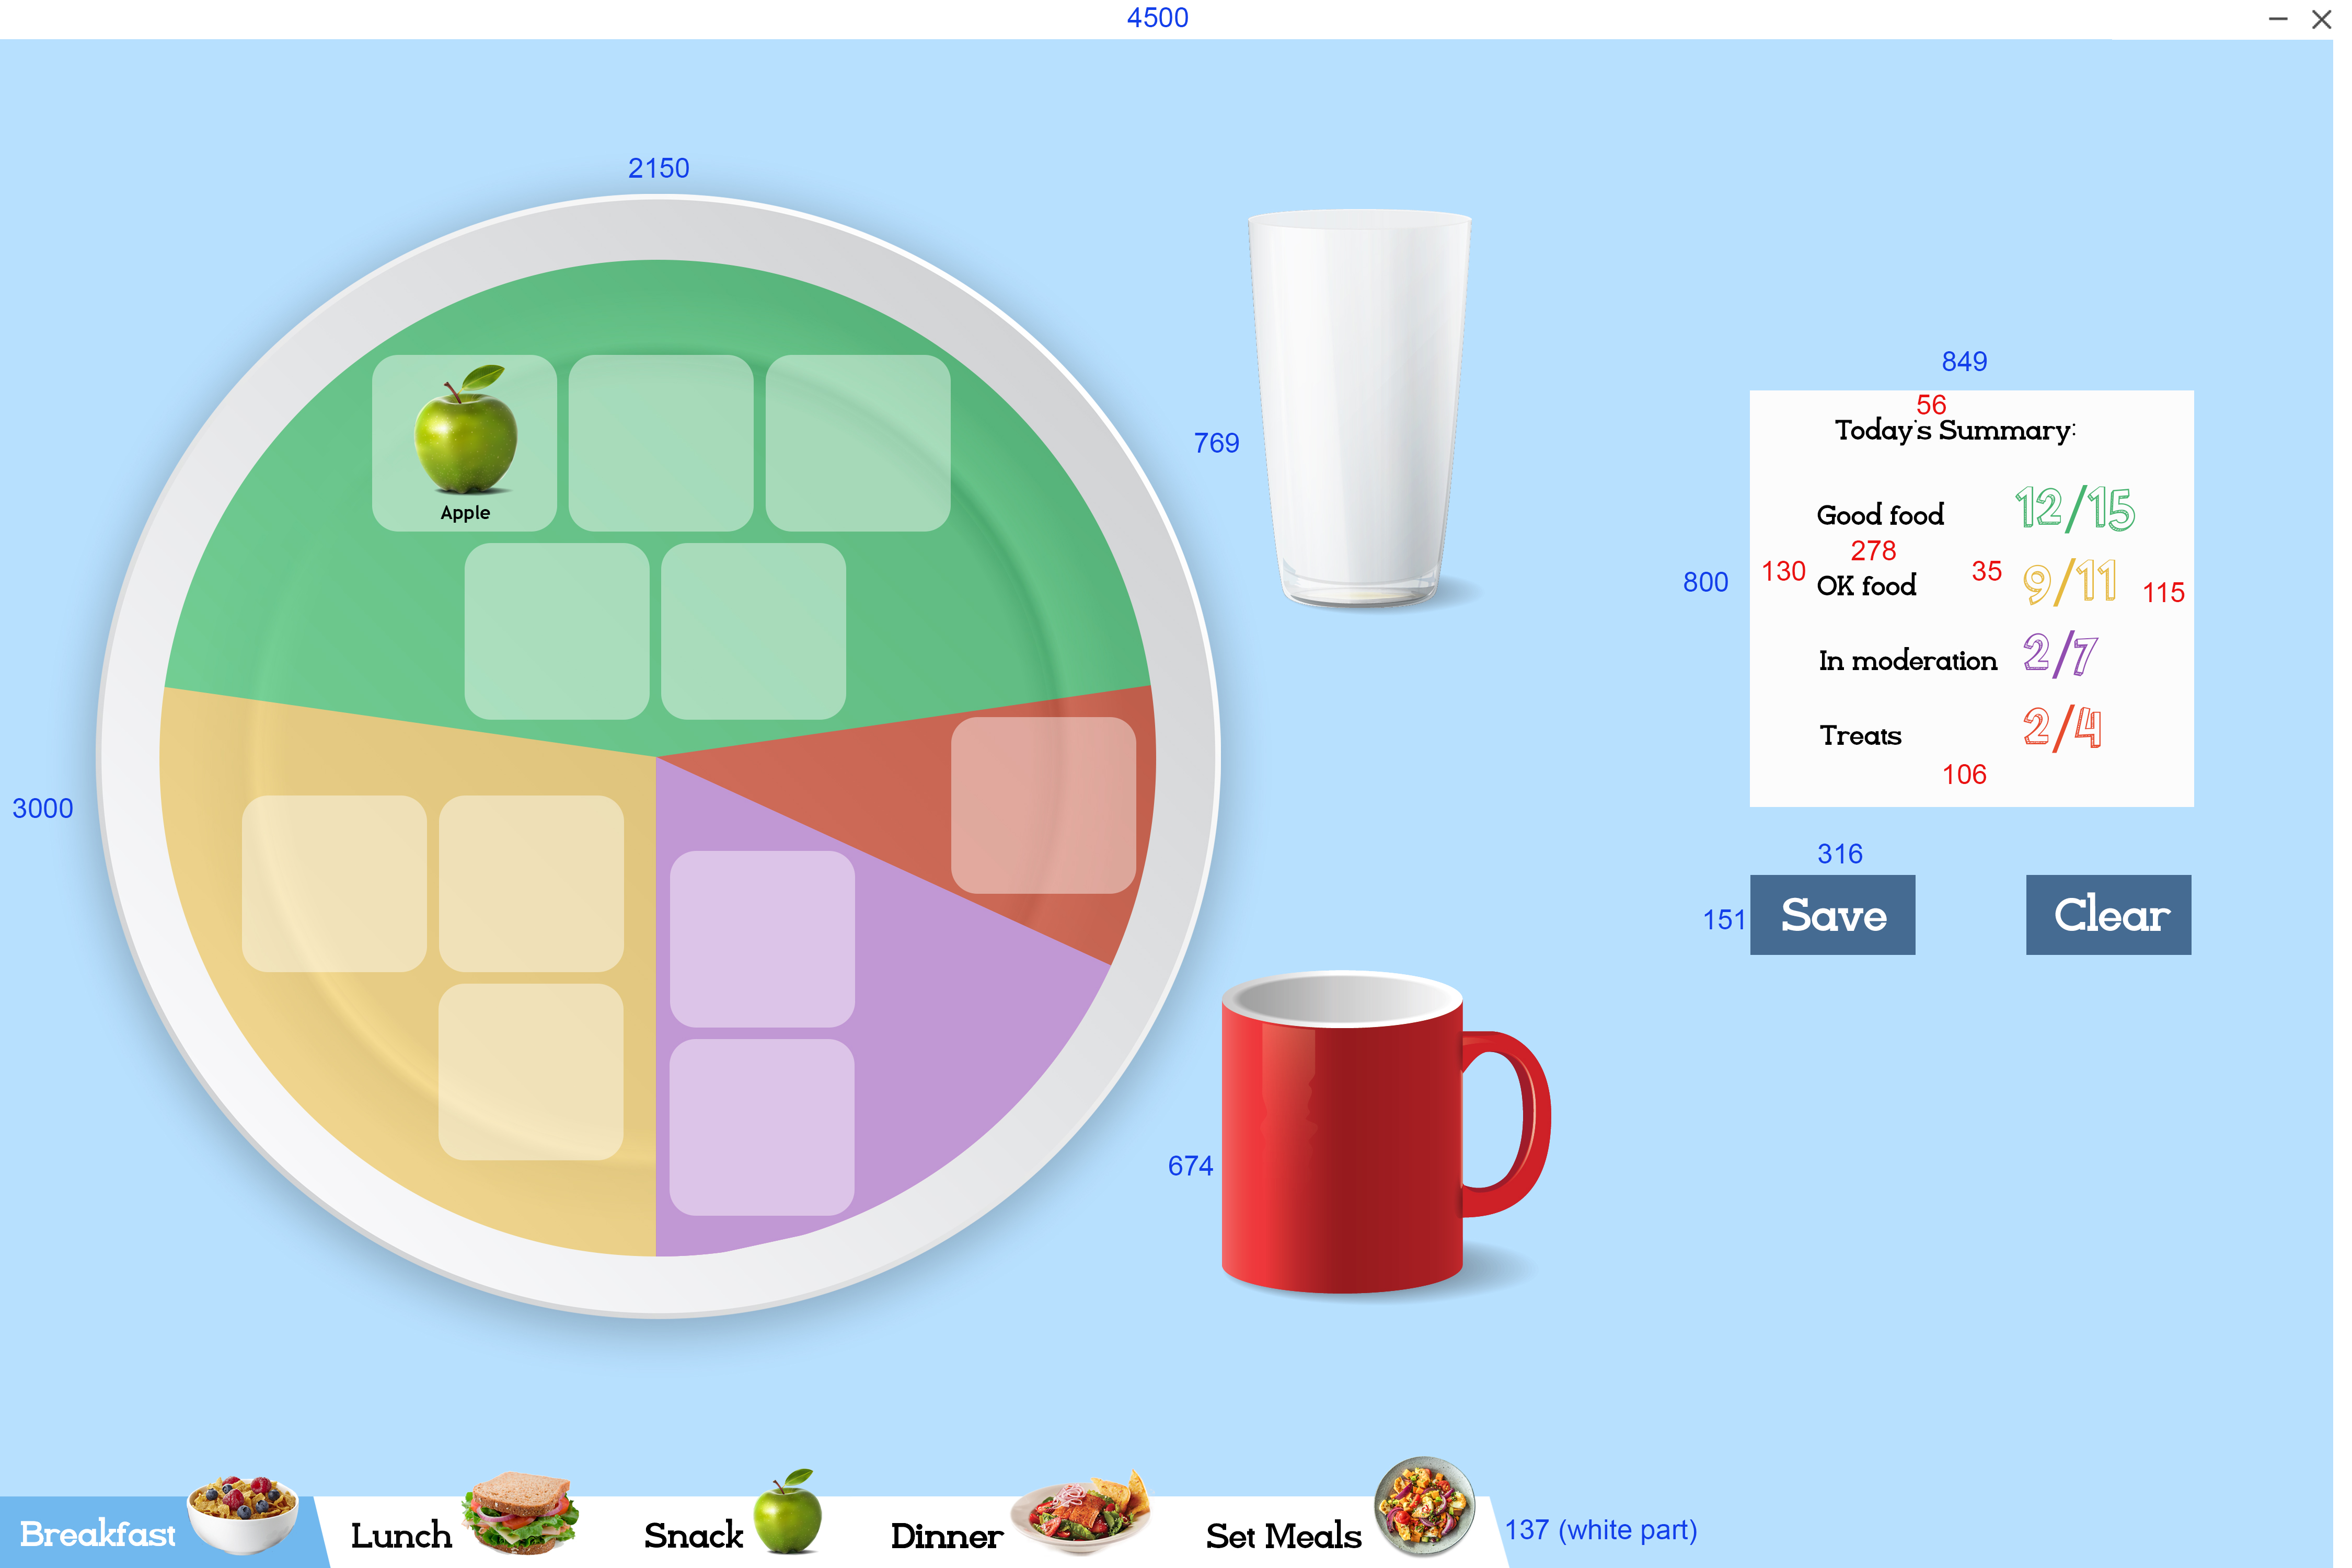 4500
2150
849
56
Today's Summary:
769
Apple
Good food 12/15
278
800 130 OK food 35 9/11 115
In moderation 2/7
Treats 2/4
106
3000
316
151 Save Clear
674
Breakfast Lunch Snack Dinner Set Meals 137 (white part)